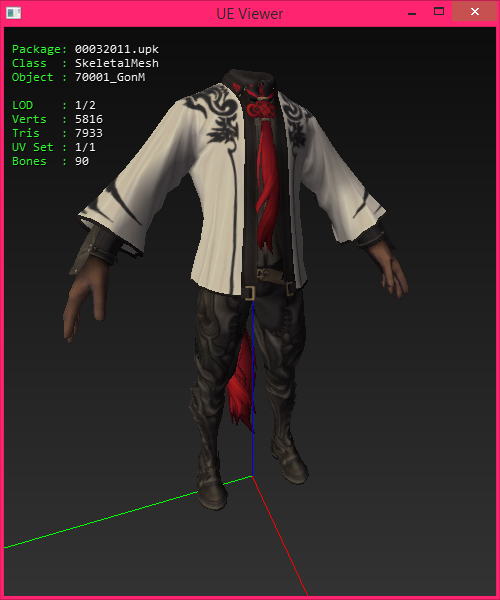 UE Viewer
Package: 00032011.upk
Class  : SkeletalMesh
Object : 70001_GonM
LOD    : 1/2
Verts  : 5816
Tris   : 7933
UV Set : 1/1
Bones  : 90